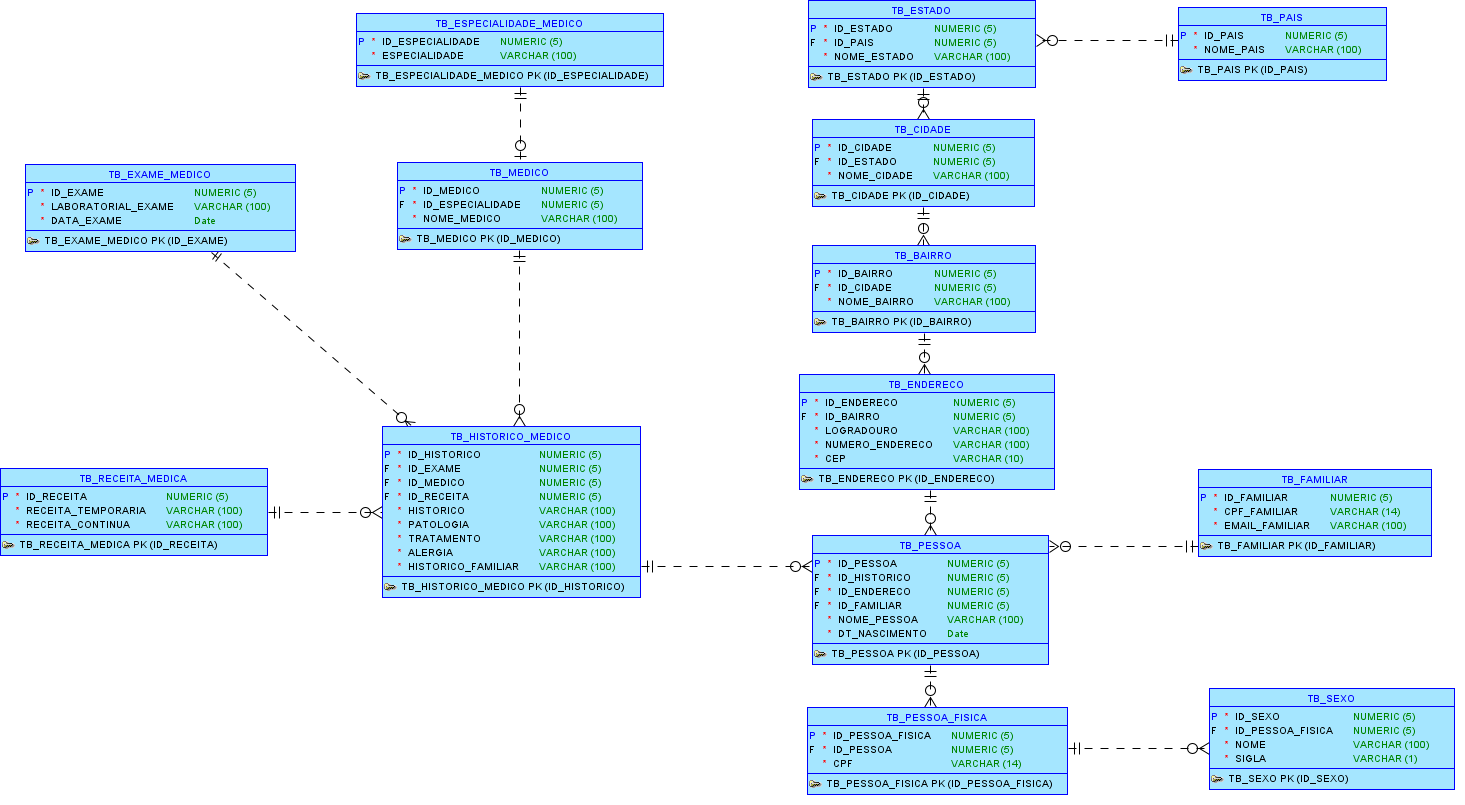 TB_ESPECIALIDADE_MEDICO
P * ID_ESPECIALIDADE NUMERIC (5)
* ESPECIALIDADE VARCHAR (100)
TB_ESPECIALIDADE_MEDICO PK (ID_ESPECIALIDADE)
TB_ESTADO
P * ID_ESTADO NUMERIC (5)
F * ID_PAIS NUMERIC (5)
* NOME_ESTADO VARCHAR (100)
TB_ESTADO PK (ID_ESTADO)
TB_PAIS
P * ID_PAIS NUMERIC (5)
* NOME_PAIS VARCHAR (100)
TB_PAIS PK (ID_PAIS)
TB_CIDADE
P * ID_CIDADE NUMERIC (5)
F * ID_ESTADO NUMERIC (5)
* NOME_CIDADE VARCHAR (100)
TB_CIDADE PK (ID_CIDADE)
TB_EXAME_MEDICO
P * ID_EXAME NUMERIC (5)
* LABORATORIAL_EXAME VARCHAR (100)
* DATA_EXAME Date
TB_EXAME_MEDICO PK (ID_EXAME)
TB_MEDICO
P * ID_MEDICO NUMERIC (5)
F * ID_ESPECIALIDADE NUMERIC (5)
* NOME_MEDICO VARCHAR (100)
TB_MEDICO PK (ID_MEDICO)
TB_BAIRRO
P * ID_BAIRRO NUMERIC (5)
F * ID_CIDADE NUMERIC (5)
* NOME_BAIRRO VARCHAR (100)
TB_BAIRRO PK (ID_BAIRRO)
TB_ENDERECO
P * ID_ENDERECO NUMERIC (5)
F * ID_BAIRRO NUMERIC (5)
* LOGRADOURO VARCHAR (100)
* NUMERO_ENDERECO VARCHAR (100)
* CEP VARCHAR (10)
TB_ENDERECO PK (ID_ENDERECO)
TB_RECEITA_MEDICA
P * ID_RECEITA NUMERIC (5)
* RECEITA_TEMPORARIA VARCHAR (100)
* RECEITA_CONTINUA VARCHAR (100)
TB_RECEITA_MEDICA PK (ID_RECEITA)
TB_HISTORICO_MEDICO
P * ID_HISTORICO NUMERIC (5)
F * ID_EXAME NUMERIC (5)
F * ID_MEDICO NUMERIC (5)
F * ID_RECEITA NUMERIC (5)
* HISTORICO VARCHAR (100)
* PATOLOGIA VARCHAR (100)
* TRATAMENTO VARCHAR (100)
* ALERGIA VARCHAR (100)
* HISTORICO_FAMILIAR VARCHAR (100)
TB_HISTORICO_MEDICO PK (ID_HISTORICO)
TB_FAMILIAR
P * ID_FAMILIAR NUMERIC (5)
* CPF_FAMILIAR VARCHAR (14)
* EMAIL_FAMILIAR VARCHAR (100)
TB_FAMILIAR PK (ID_FAMILIAR)
TB_PESSOA
P * ID_PESSOA NUMERIC (5)
F * ID_HISTORICO NUMERIC (5)
F * ID_ENDERECO NUMERIC (5)
F * ID_FAMILIAR NUMERIC (5)
* NOME_PESSOA VARCHAR (100)
* DT_NASCIMENTO Date
TB_PESSOA PK (ID_PESSOA)
TB_PESSOA_FISICA
P * ID_PESSOA_FISICA NUMERIC (5)
F * ID_PESSOA NUMERIC (5)
* CPF VARCHAR (14)
TB_PESSOA_FISICA PK (ID_PESSOA_FISICA)
TB_SEXO
P * ID_SEXO NUMERIC (5)
F * ID_PESSOA_FISICA NUMERIC (5)
* NOME VARCHAR (100)
* SIGLA VARCHAR (1)
TB_SEXO PK (ID_SEXO)